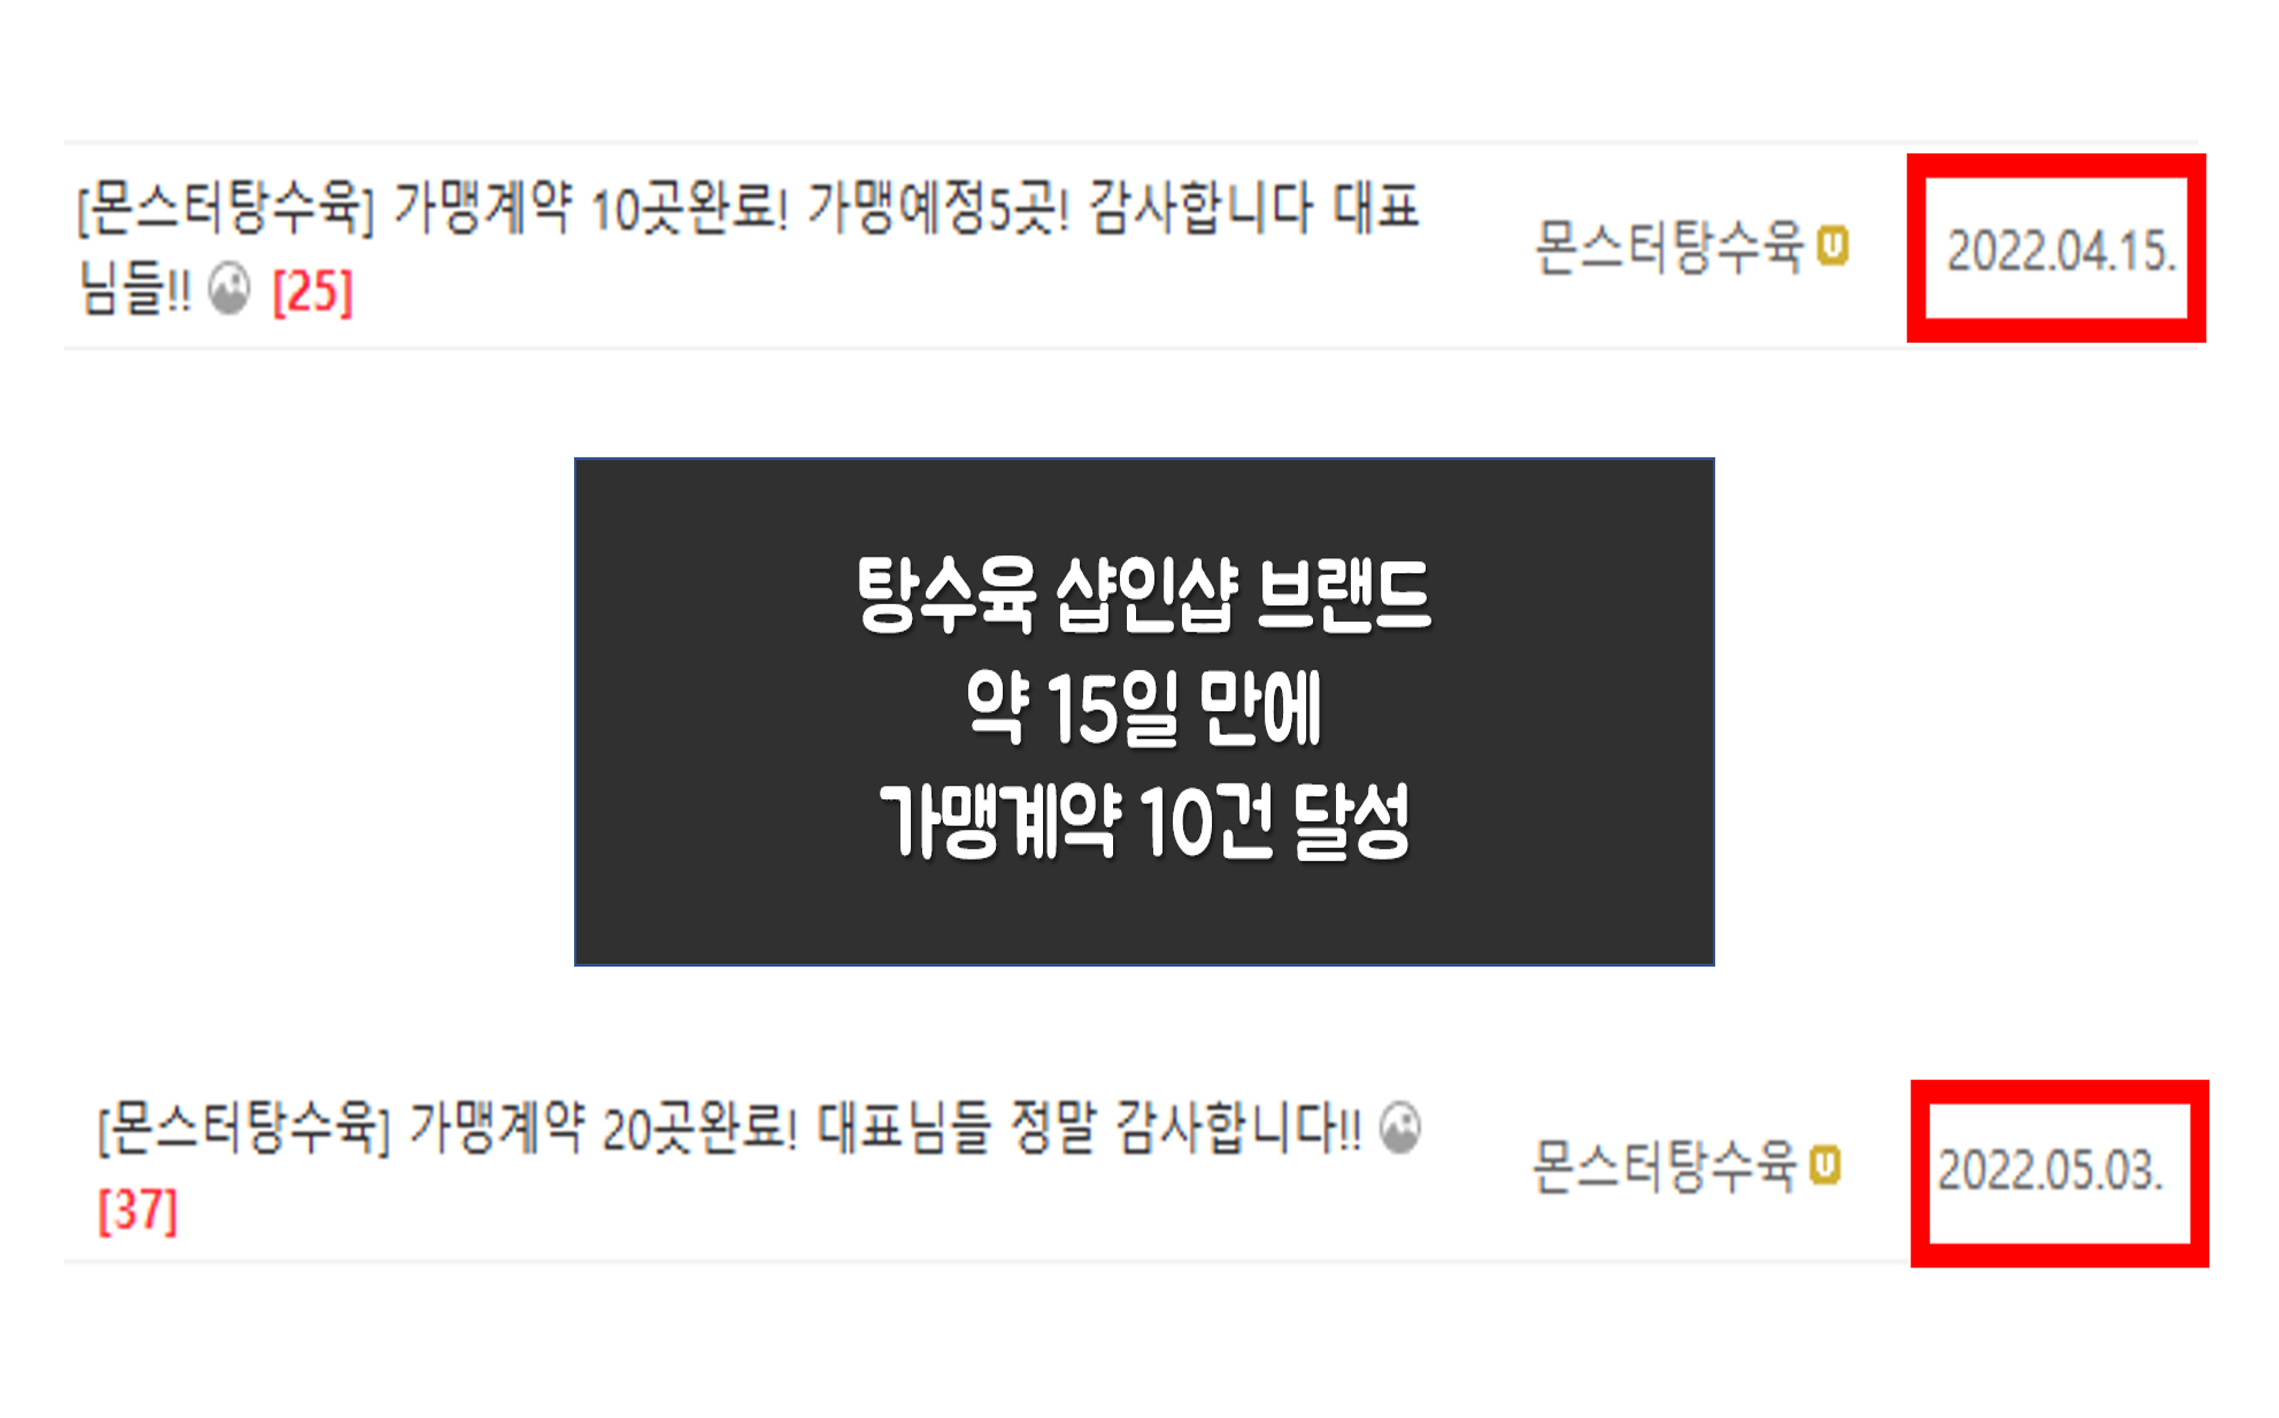 [몬스터탕수육] 가맹계약 10곳완료! 가맹예정5곳! 감사합니다 대표
님들!! [25]
몬스터탕수육 U
2022.04.15.
탕수육 샵인샵 브랜드
약 15일 만에
가맹계약 10건 달성
[몬스터탕수육] 가맹계약 20곳완료! 대표님들 정말 감사합니다!!
[37]
몬스터탕수육 U
2022.05.03.